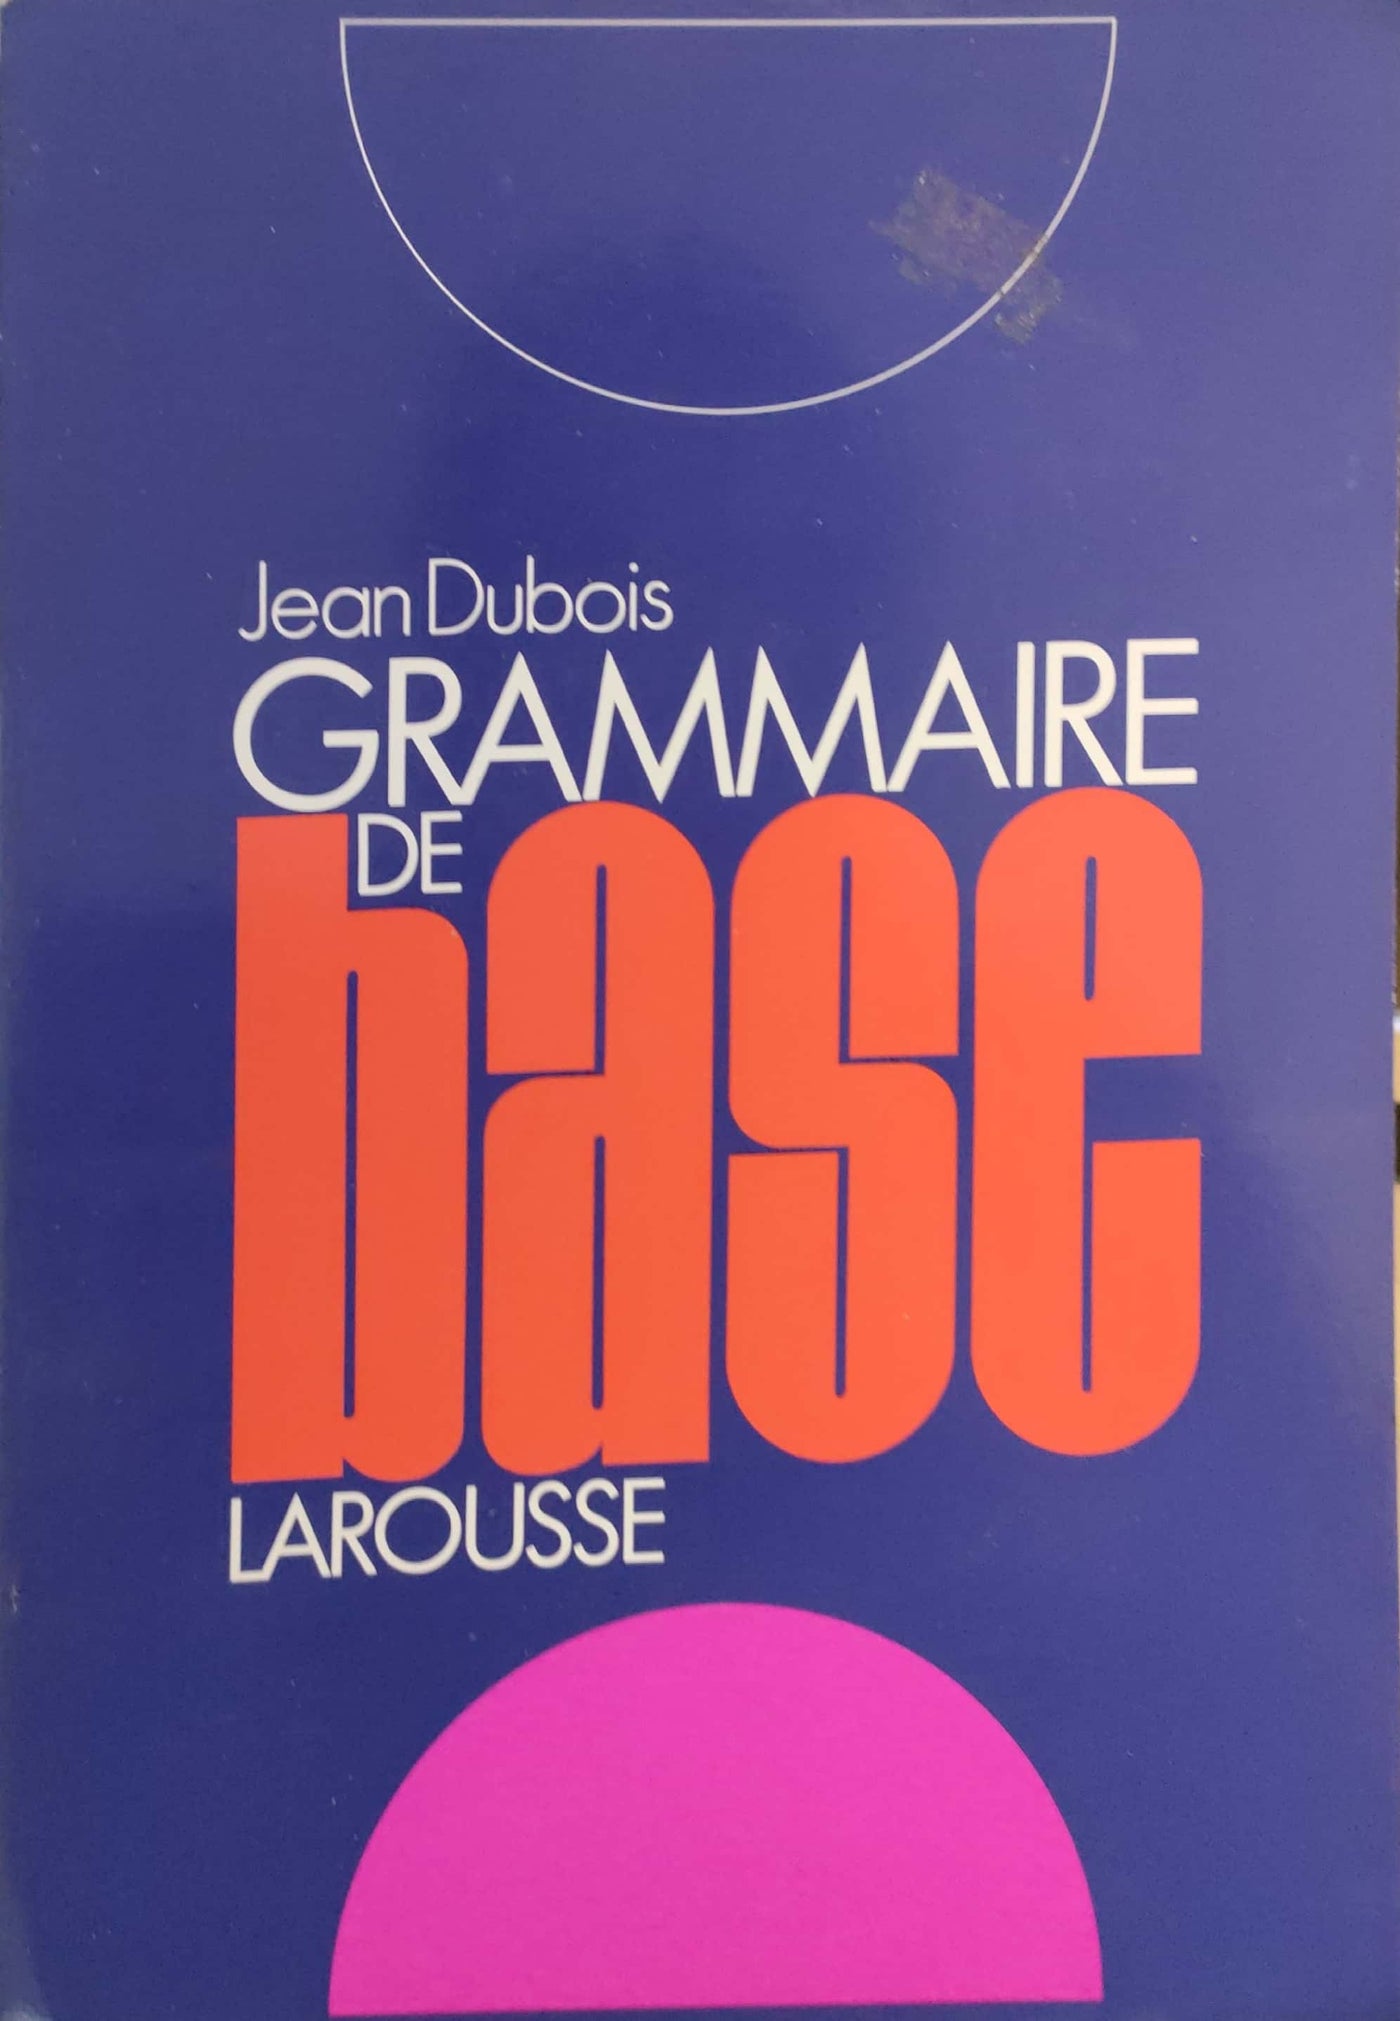 Jean Dubois
GRAMMAIRE
DE
base
LAROUSSE